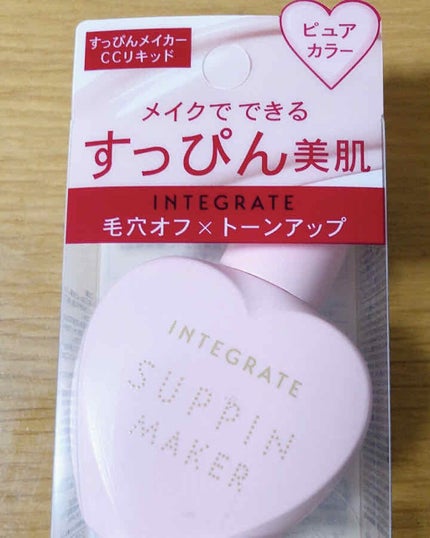 すっぴんメイカー
CCリキッド
ピュア
カラー
メイクでできる
すっぴん美肌
INTEGRATE
毛穴オフ×トーンアップ
INTEGRATE
SUPPIN
MAKER